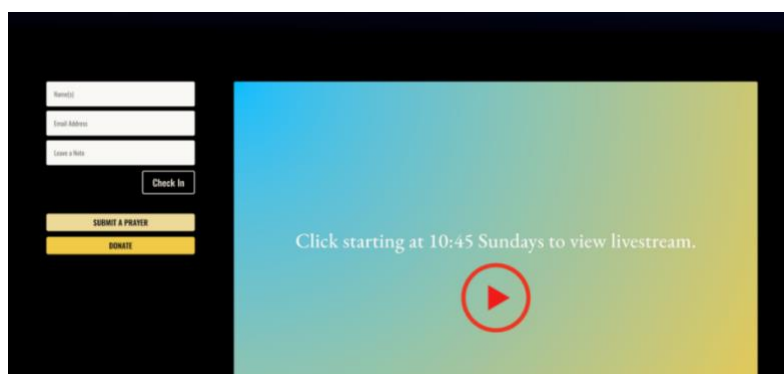 Name(s)
Email Address
Leave a Note
Check In
SUBMIT A PRAYER
DONATE
Click starting at 10:45 Sundays to view livestream.